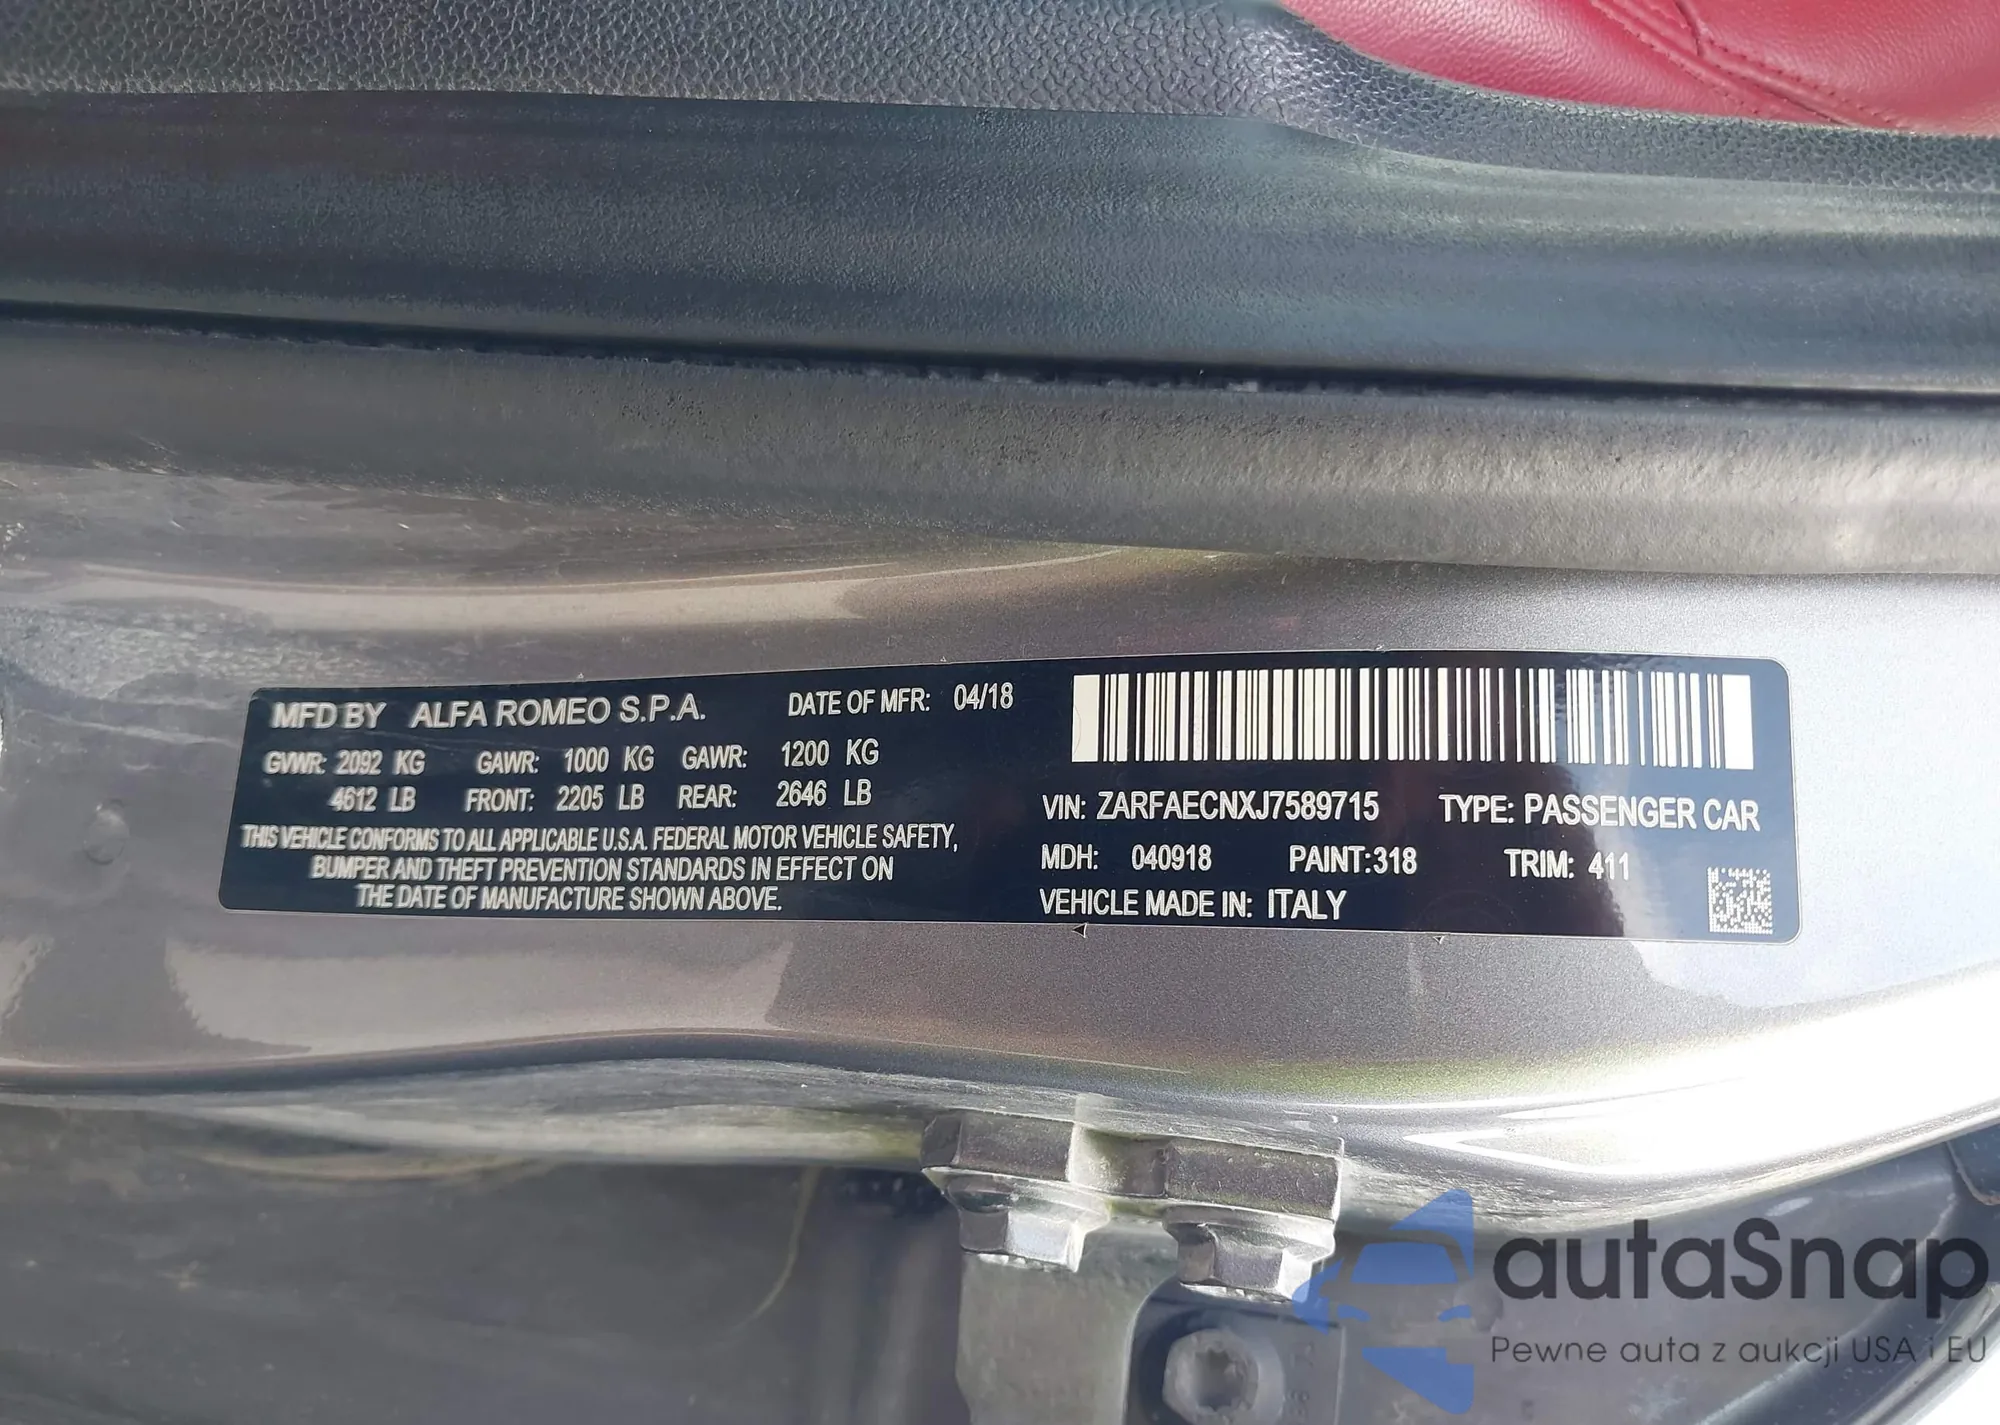 MFD BY ALFA ROMEO S.P.A. DATE OF MFR: 04/18
GVWR: 2092 KG GAWR: 1000 KG GAWR: 1200 KG
4612 LB FRONT: 2205 LB REAR: 2646 LB
THIS VEHICLE CONFORMS TO ALL APPLICABLE U.S.A. FEDERAL MOTOR VEHICLE SAFETY,
BUMPER AND THEFT PREVENTION STANDARDS IN EFFECT ON
THE DATE OF MANUFACTURE SHOWN ABOVE.
VIN: ZARFAECNXJ7589715 TYPE: PASSENGER CAR
MDH: 040918 PAINT:318 TRIM: 411
VEHICLE MADE IN: ITALY
autaSnap
Pewne auta z aukcji USA i EU